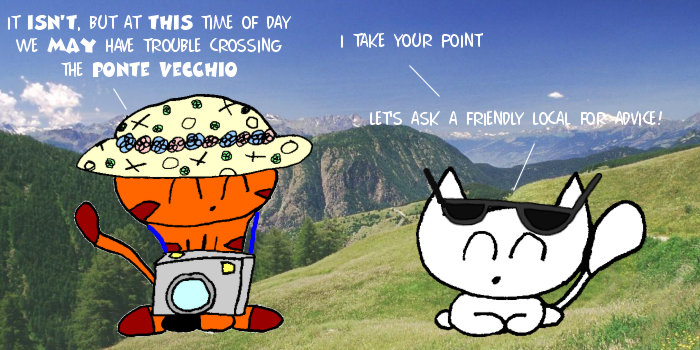 IT ISN'T, BUT AT THIS TIME OF DAY
WE MAY HAVE TROUBLE CROSSING
THE PONTE VECCHIO
I TAKE YOUR POINT
LET'S ASK A FRIENDLY LOCAL FOR ADVICE!